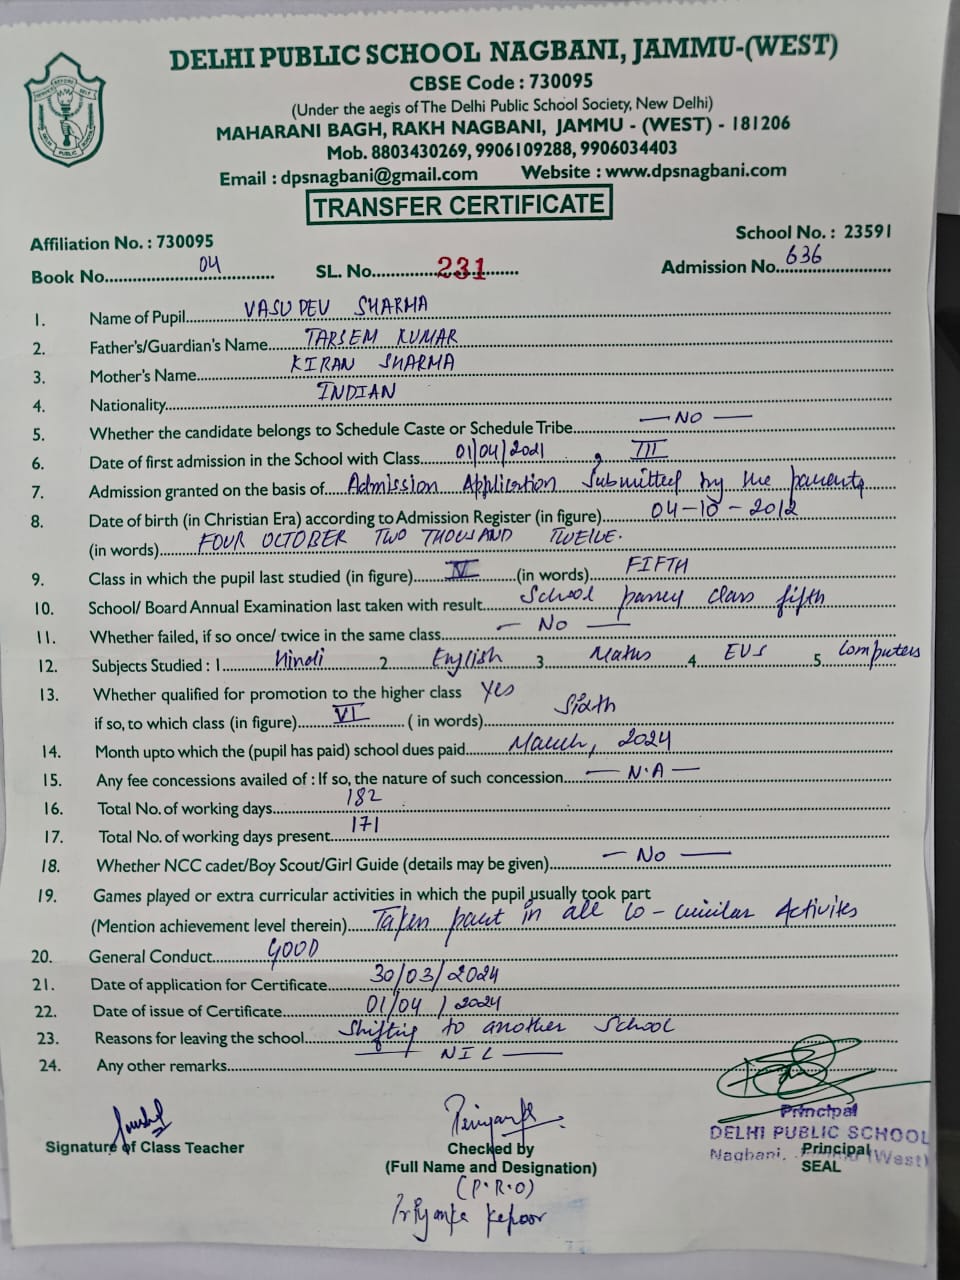 DELHI PUBLIC SCHOOL NAGBANI, JAMMU-(WEST)
CBSE Code : 730095
(Under the aegis of The Delhi Public School Society, New Delhi)
MAHARANI BAGH, RAKH NAGBANI, JAMMU - (WEST) - 181206
Mob. 8803430269, 9906109288, 9906034403
Email : dpsnagbani@gmail.com Website : www.dpsnagbani.com
TRANSFER CERTIFICATE
Affiliation No. : 730095 School No. : 23591
Book No. 04 SL. No. 231 Admission No. 636
1. Name of Pupil VASUDEV SHARMA
2. Father's/Guardian's Name TARSEM KUMAR
3. Mother's Name KIRAN SHARMA
4. Nationality INDIAN
5. Whether the candidate belongs to Schedule Caste or Schedule Tribe — NO —
6. Date of first admission in the School with Class 01/04/2021, III
7. Admission granted on the basis of Admission Application Submitted by the parents
8. Date of birth (in Christian Era) according to Admission Register (in figure) 04-10-2012
(in words) FOUR OCTOBER TWO THOUSAND TWELVE.
9. Class in which the pupil last studied (in figure) (in words) FIFTH
10. School/ Board Annual Examination last taken with result School class fifth
11. Whether failed, if so once/ twice in the same class — No —
12. Subjects Studied : 1 Hindi 2. English 3. Maths 4. EVS 5. Computers
13. Whether qualified for promotion to the higher class Yes
if so, to which class (in figure) VI ( in words) Sixth
14. Month upto which the (pupil has paid) school dues paid March, 2024
15. Any fee concessions availed of : If so, the nature of such concession — N.A —
16. Total No. of working days 182
17. Total No. of working days present 171
18. Whether NCC cadet/Boy Scout/Girl Guide (details may be given) — No —
19. Games played or extra curricular activities in which the pupil usually took part
(Mention achievement level therein) Taken part in all Activites
20. General Conduct GOOD
21. Date of application for Certificate 30/03/2024
22. Date of issue of Certificate 01/04/2024
23. Reasons for leaving the school Shifting to another School
24. Any other remarks — NIL —
Principal
DELHI PUBLIC SCHOOL
Nagbani, (West)
Signature of Class Teacher Checked by Principal
(Full Name and Designation) SEAL
(P.R.O)
Priyanka Kapoor